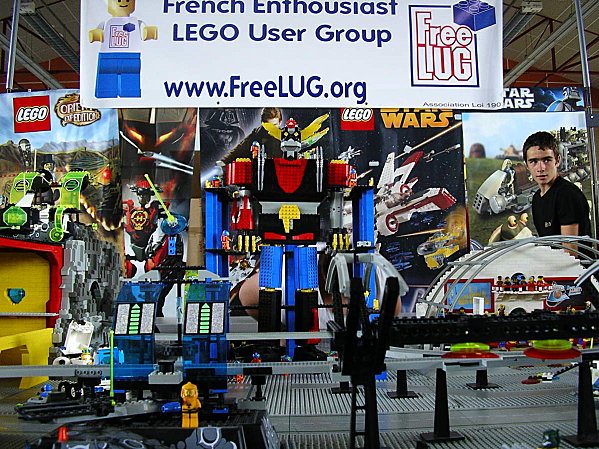 French Enthousiast
LEGO User Group
www.FreeLUG.org
Free
LUG
Association Loi 190
LEGO
EXPEDITION
LEGO
STAR
WARS
STAR
WARS